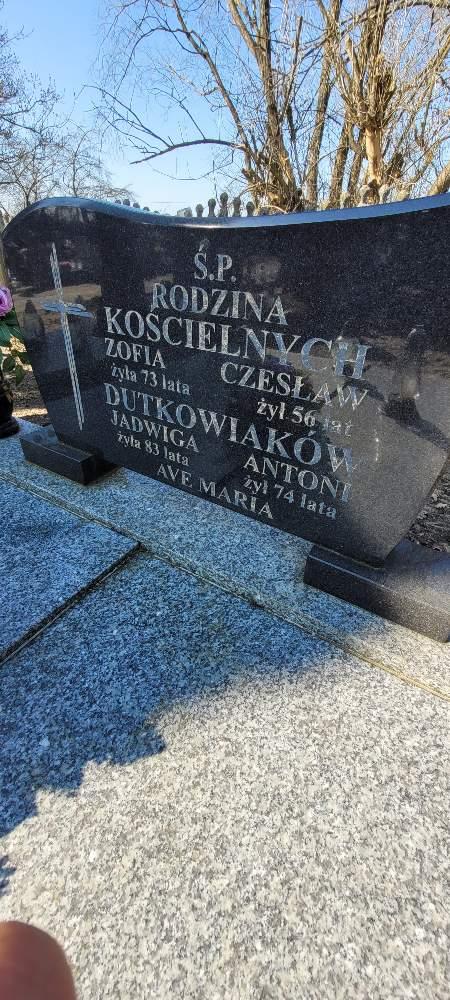 Ś.P.
RODZINA
KOŚCIELNYCH
ZOFIA CZESŁAW
żyła 73 lata żył 56 lat
DUTKOWIAKÓW
JADWIGA ANTONI
żyła 83 lata żył 74 lata
AVE MARIA